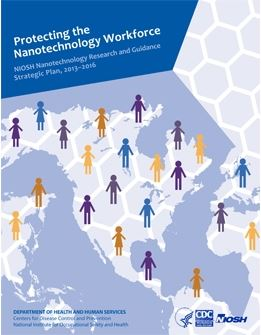 Protecting the
Nanotechnology Workforce
NIOSH Nanotechnology Research and Guidance
Strategic Plan, 2013–2016
DEPARTMENT OF HEALTH AND HUMAN SERVICES
Centers for Disease Control and Prevention
National Institute for Occupational Safety and Health
CDC
NIOSH